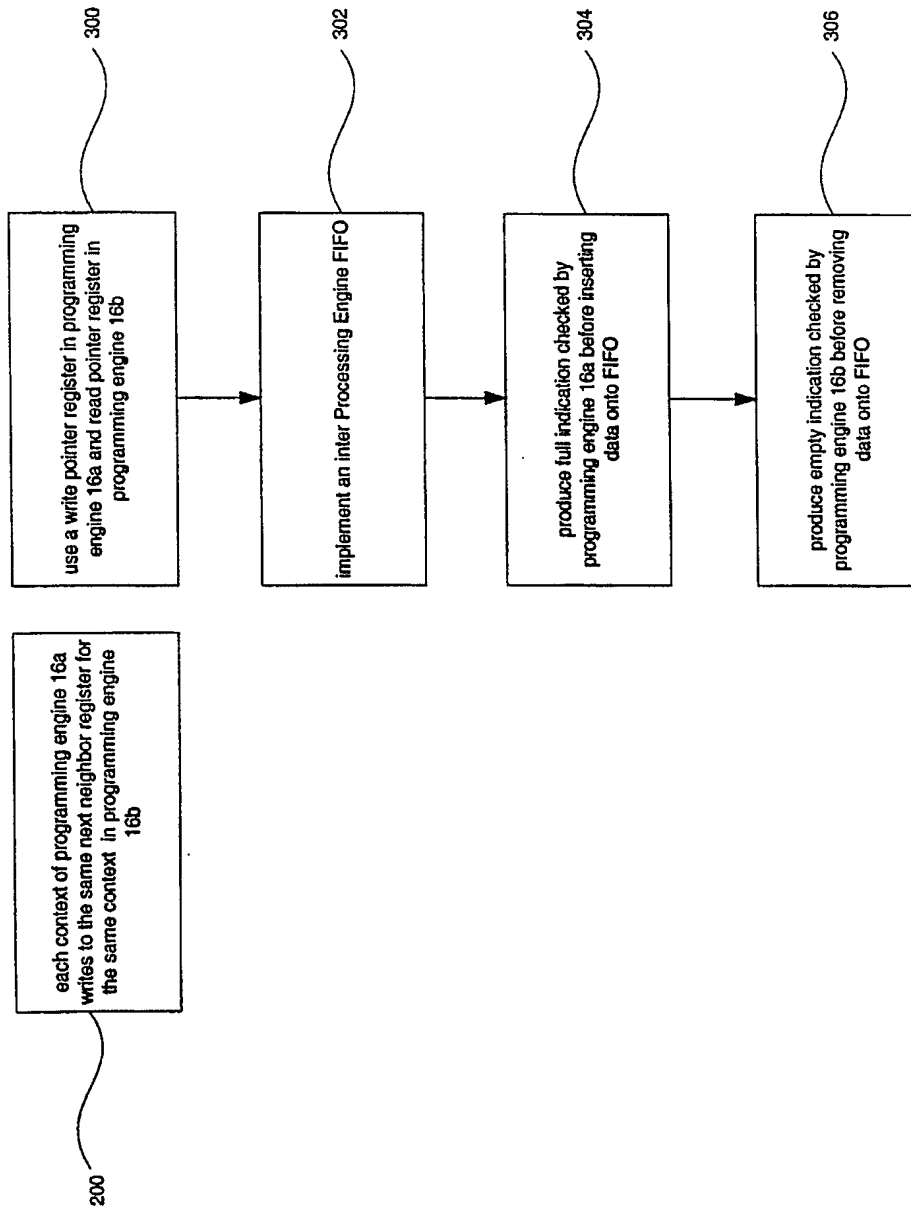 each context of programming engine 16a
writes to the same next neighbor register for
the same context in programming engine
16b
200
use a write pointer register in programming
engine 16a and read pointer register in
programming engine 16b
300
implement an inter Processing Engine FIFO
302
produce full indication checked by
programming engine 16a before inserting
data onto FIFO
304
produce empty indication checked by
programming engine 16b before removing
data onto FIFO
306